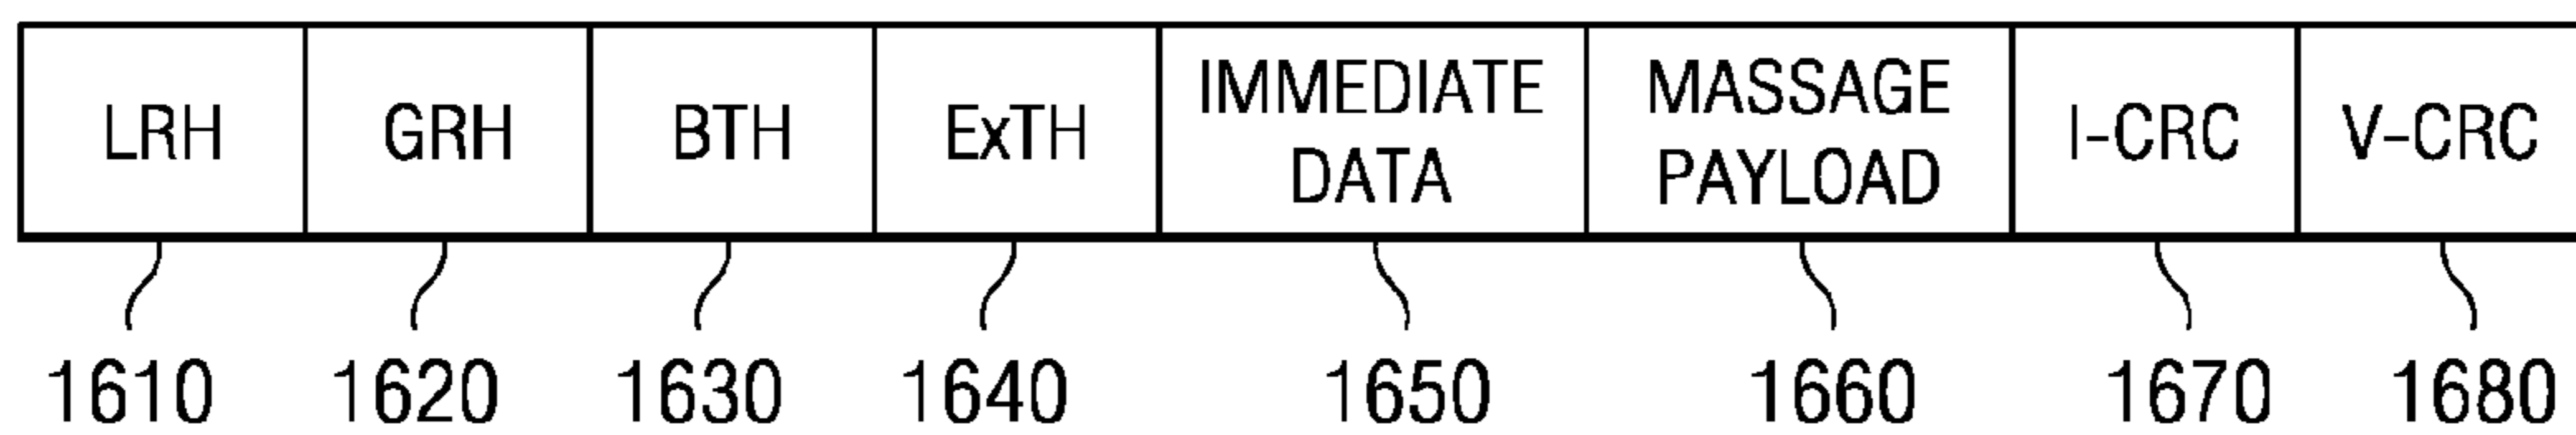 LRH GRH BTH ExTH IMMEDIATE DATA MASSAGE PAYLOAD I-CRC V-CRC
1610 1620 1630 1640 1650 1660 1670 1680